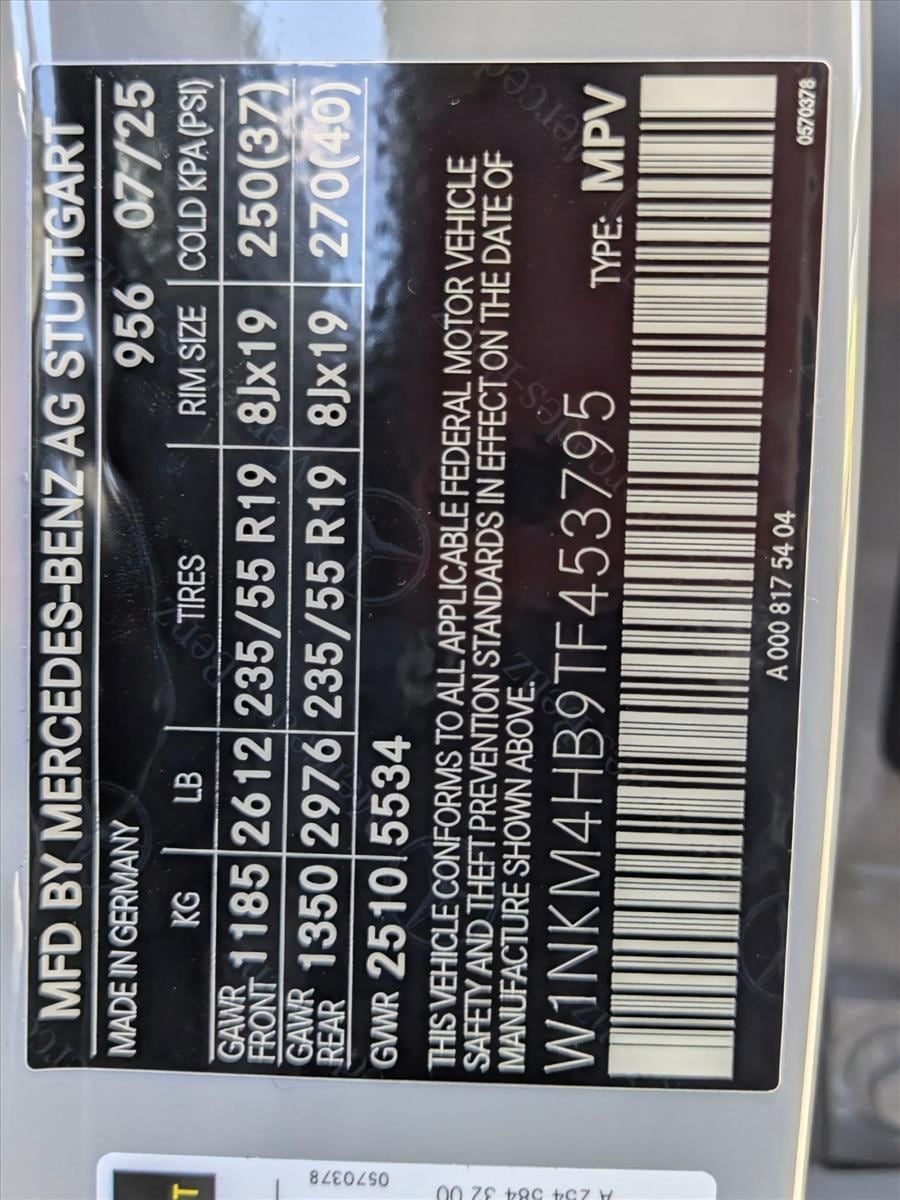 MFD BY MERCEDES-BENZ AG STUTTGART
MADE IN GERMANY 956 07/25
KG LB TIRES RIM SIZE COLD KPA (PSI)
GAWR FRONT 1185 2612 235/55 R19 8Jx19 250(37)
GAWR REAR 1350 2976 235/55 R19 8Jx19 270(40)
GVWR 2510 5534
THIS VEHICLE CONFORMS TO ALL APPLICABLE FEDERAL MOTOR VEHICLE
SAFETY AND THEFT PREVENTION STANDARDS IN EFFECT ON THE DATE OF
MANUFACTURE SHOWN ABOVE.
W1NKM4HB9TF453795 TYPE: MPV
A 000 817 54 04
0570378
0570378
A 254 584 32 00